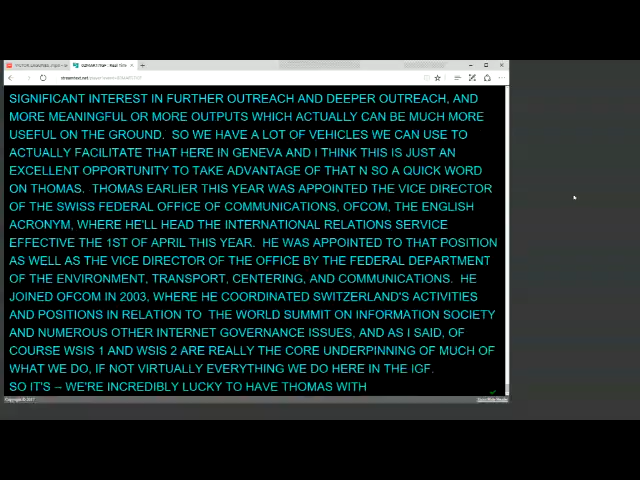 streamtext.net
SIGNIFICANT INTEREST IN FURTHER OUTREACH AND DEEPER OUTREACH, AND
MORE MEANINGFUL OR MORE OUTPUTS WHICH ACTUALLY CAN BE MUCH MORE
USEFUL ON THE GROUND.  SO WE HAVE A LOT OF VEHICLES WE CAN USE TO
ACTUALLY FACILITATE THAT HERE IN GENEVA AND I THINK THIS IS JUST AN
EXCELLENT OPPORTUNITY TO TAKE ADVANTAGE OF THAT N SO A QUICK WORD
ON THOMAS.  THOMAS EARLIER THIS YEAR WAS APPOINTED THE VICE DIRECTOR
OF THE SWISS FEDERAL OFFICE OF COMMUNICATIONS, OFCOM, THE ENGLISH
ACRONYM, WHERE HE'LL HEAD THE INTERNATIONAL RELATIONS SERVICE
EFFECTIVE THE 1ST OF APRIL THIS YEAR.  HE WAS APPOINTED TO THAT POSITION
AS WELL AS THE VICE DIRECTOR OF THE OFFICE BY THE FEDERAL DEPARTMENT
OF THE ENVIRONMENT, TRANSPORT, CENTERING, AND COMMUNICATIONS.  HE
JOINED OFCOM IN 2003, WHERE HE COORDINATED SWITZERLAND'S ACTIVITIES
AND POSITIONS IN RELATION TO  THE WORLD SUMMIT ON INFORMATION SOCIETY
AND NUMEROUS OTHER INTERNET GOVERNANCE ISSUES, AND AS I SAID, OF
COURSE WSIS 1 AND WSIS 2 ARE REALLY THE CORE UNDERPINNING OF MUCH OF
WHAT WE DO, IF NOT VIRTUALLY EVERYTHING WE DO HERE IN THE IGF.
SO IT'S -- WE'RE INCREDIBLY LUCKY TO HAVE THOMAS WITH